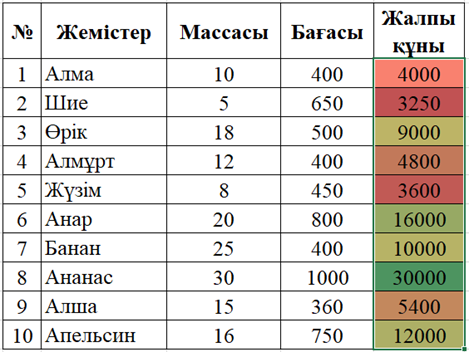 № Жемістер Массасы Бағасы Жалпы құны
1 Алма 10 400 4000
2 Шие 5 650 3250
3 Өрік 18 500 9000
4 Алмұрт 12 400 4800
5 Жүзім 8 450 3600
6 Анар 20 800 16000
7 Банан 25 400 10000
8 Ананас 30 1000 30000
9 Алша 15 360 5400
10 Апельсин 16 750 12000